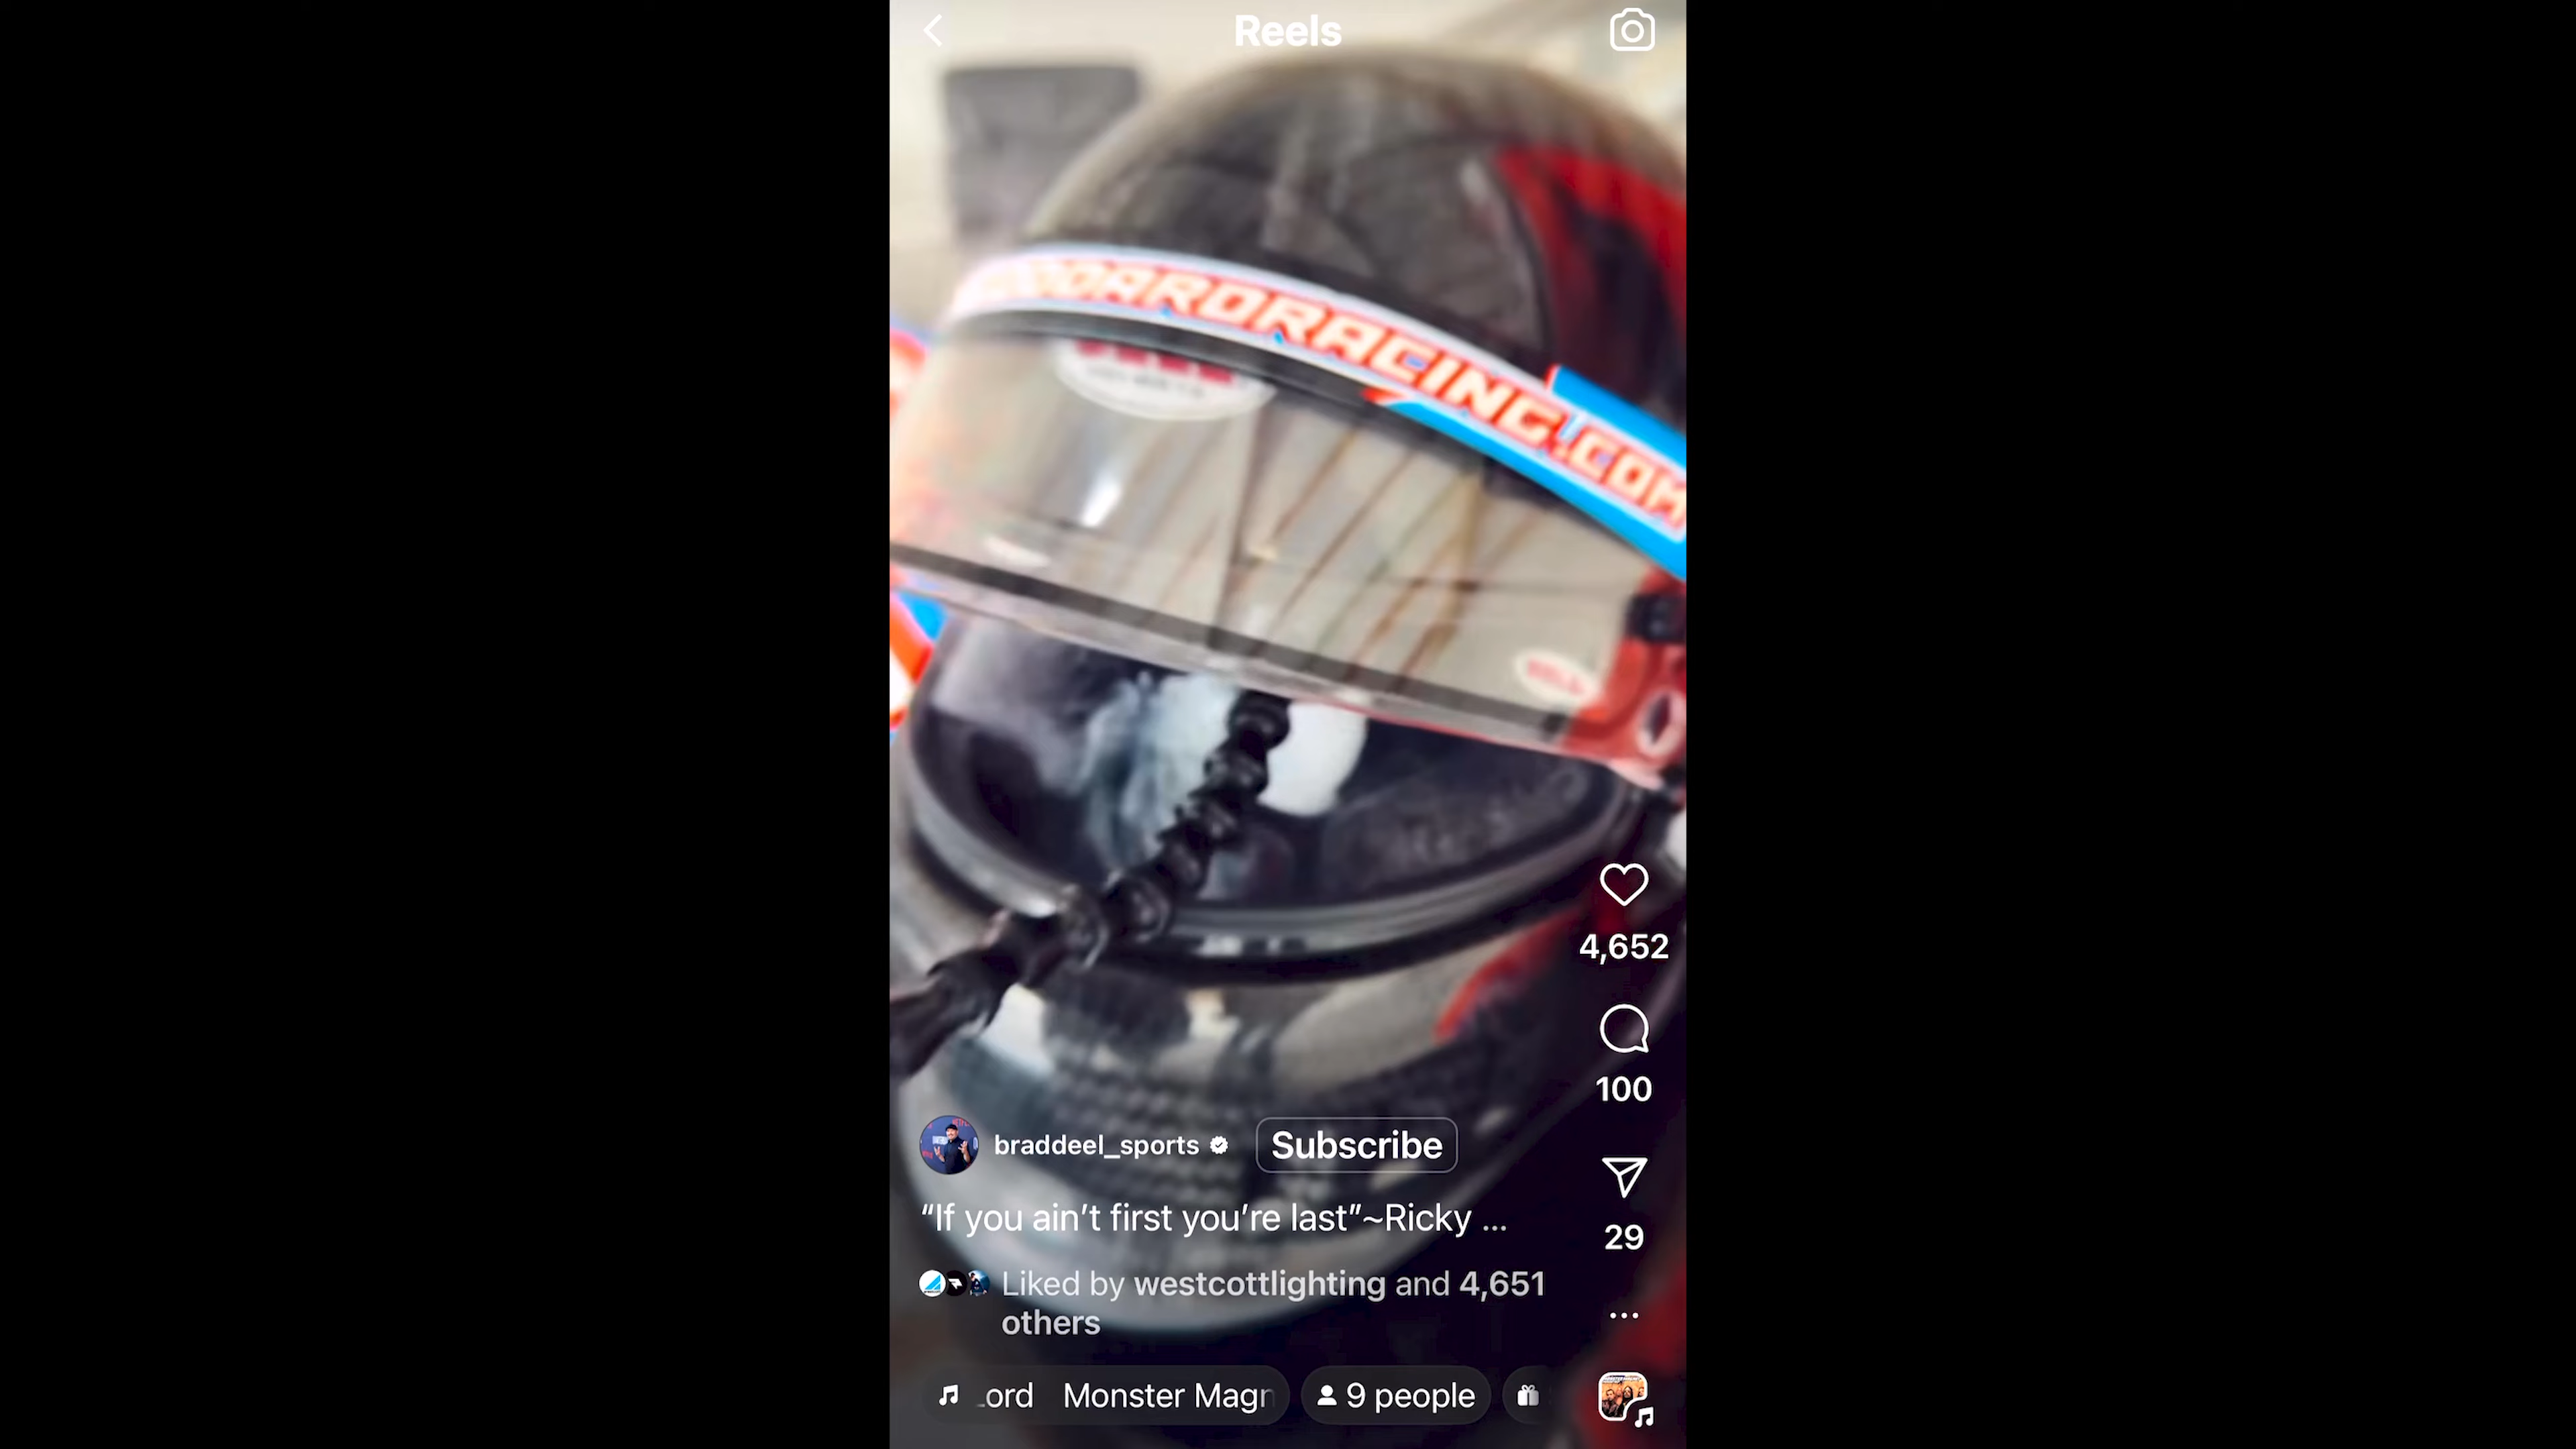 Reels
RACING.COM
4,652
100
braddeel_sports
Subscribe
“If you ain’t first you’re last”~Ricky ...
29
Liked by westcottlighting and 4,651
others
ord Monster Magn
9 people